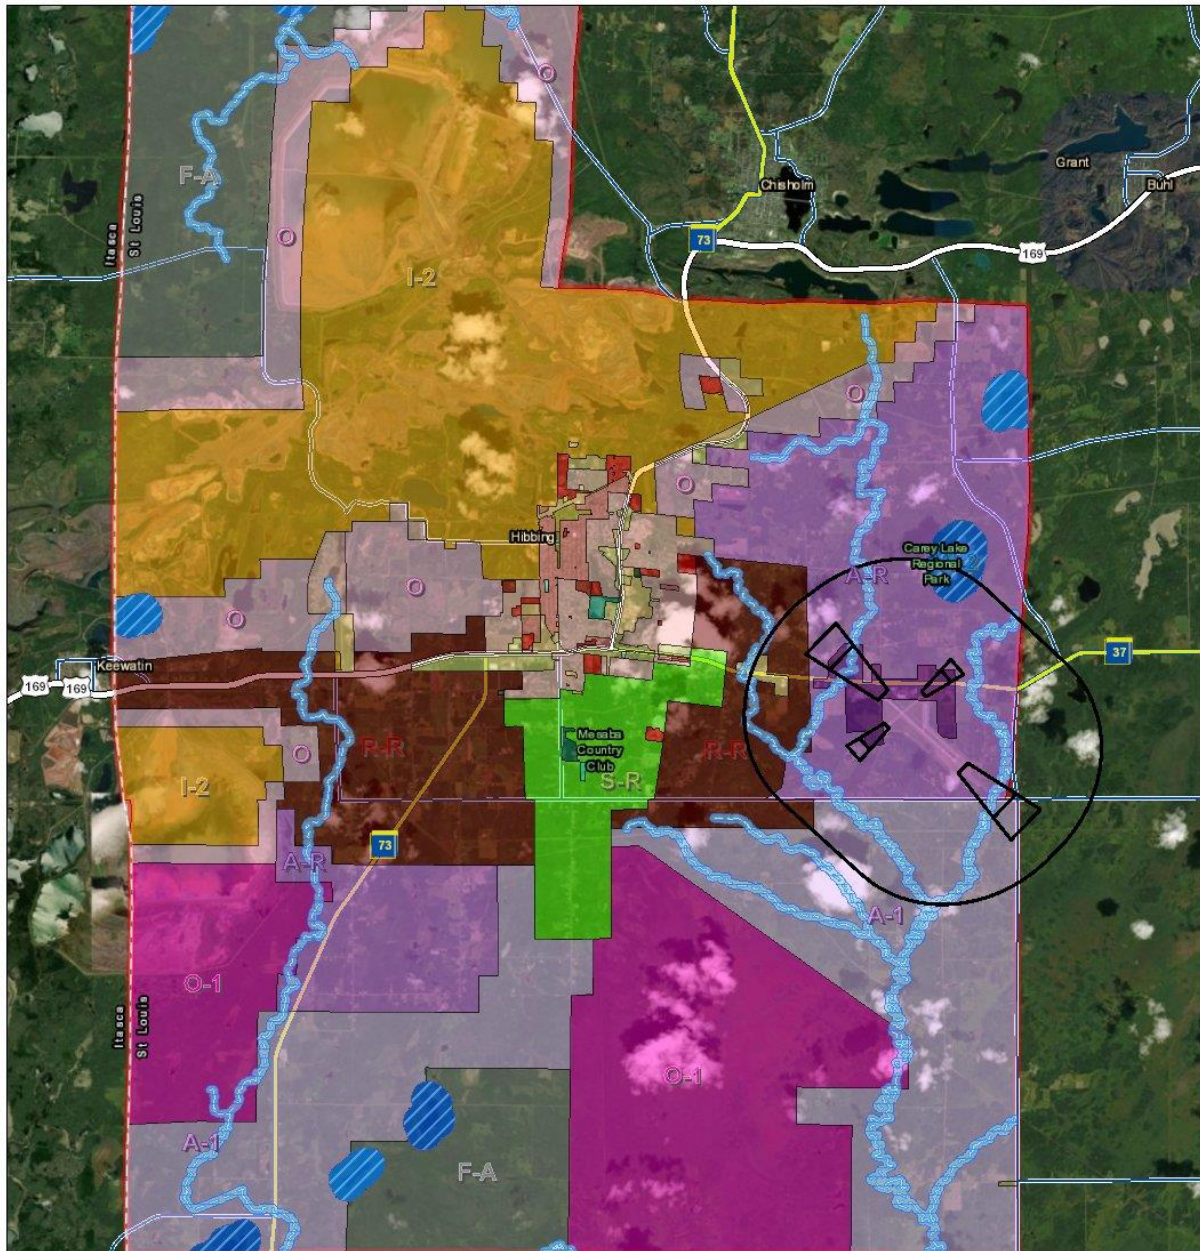 O
Grant
Buhl
Chisholm
F-A
Itasca
St Louis
O
73
169
I-2
O
O
Hibbing
Carey Lake
Regional
Park
A-R
O
O
37
Keewatin
169
169
O
R-R
Mesaba
Country
Club
R-R
S-R
I-2
73
A-R
A-1
O-1
Itasca
St Louis
O-1
A-1
F-A